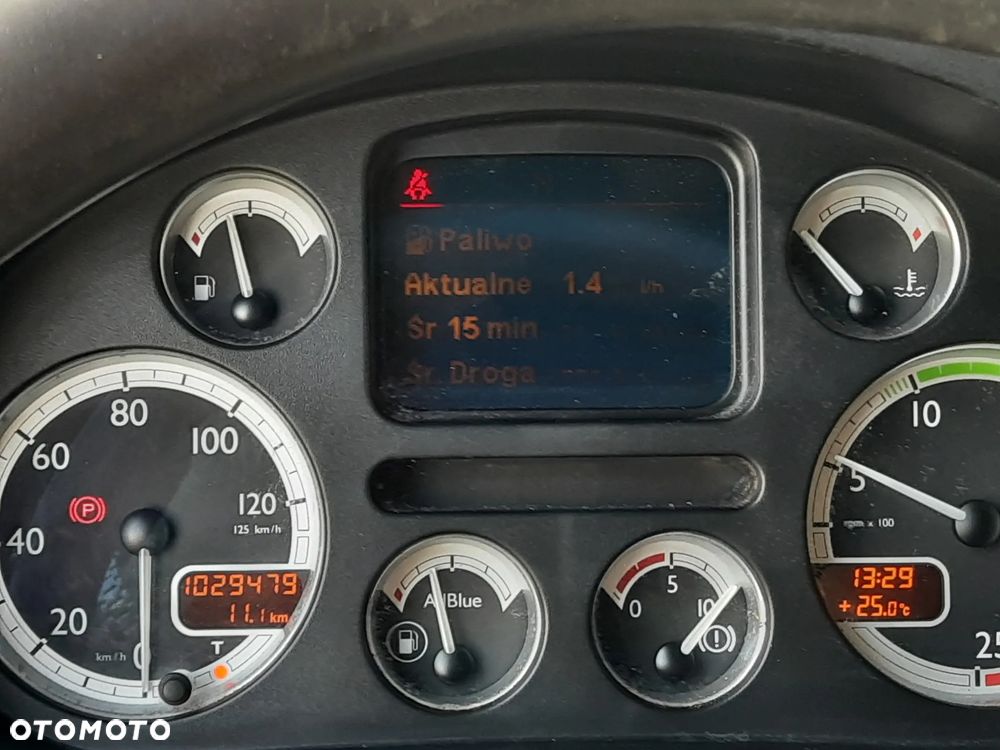 Paliwo
Aktualne 1.4 l/h
Śr 15 min
Śr. Droga
80
60
100
40
120
125 km/h
20
0
km/h
P
1029479
11.1 km
T
AdBlue
0 5 10
10
5
rpm x 100
13:29
+25.0°c
25
OTOMOTO